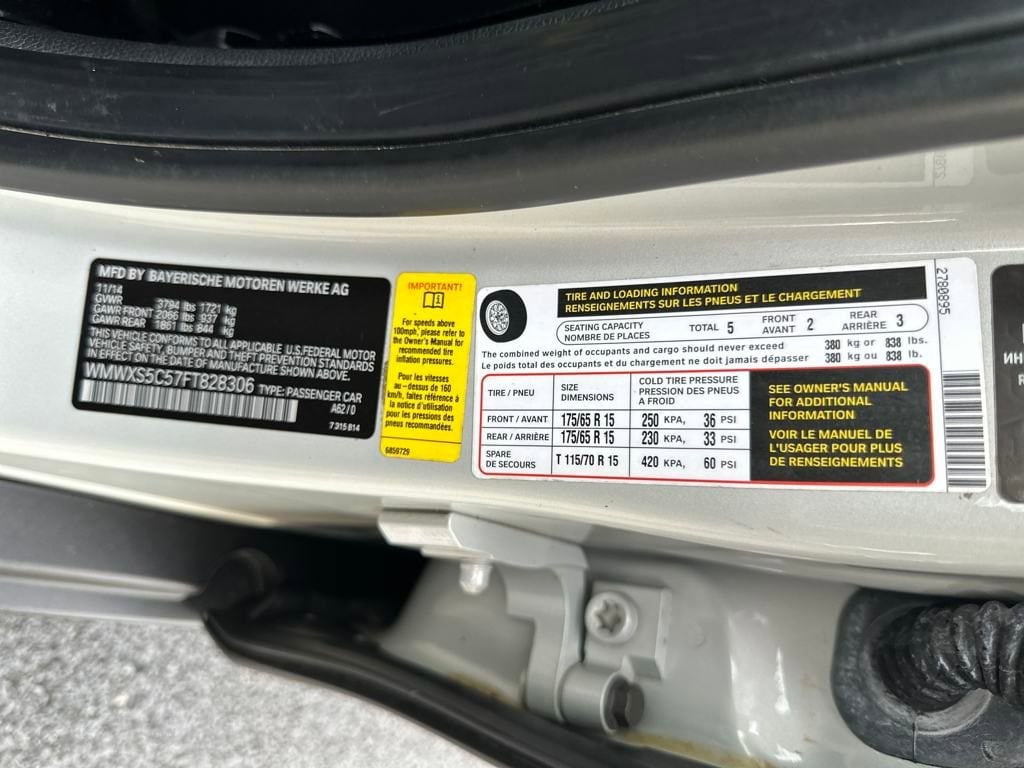 MFD BY BAYERISCHE MOTOREN WERKE AG
11/14
GVWR 3794 lbs 1721 kg
GAWR FRONT 2066 lbs 937 kg
GAWR REAR 1861 lbs 844 kg
THIS VEHICLE CONFORMS TO ALL APPLICABLE U.S. FEDERAL MOTOR
VEHICLE SAFETY, BUMPER AND THEFT PREVENTION STANDARDS
IN EFFECT ON THE DATE OF MANUFACTURE SHOWN ABOVE.
WMWXS5C57FT828306 TYPE: PASSENGER CAR
A62/0
7 315 814
IMPORTANT!
For speeds above
100mph, please refer to
the Owner's Manual for
recommended tire
inflation pressures.
Pour les vitesses
au-dessus de 160
km/h, faites référence à
la notice d'utilisation
pour les pressions des
pneus recommandées.
6859729
TIRE AND LOADING INFORMATION
RENSEIGNEMENTS SUR LES PNEUS ET LE CHARGEMENT
SEATING CAPACITY
NOMBRE DE PLACES
TOTAL 5
FRONT
AVANT 2
REAR
ARRIÈRE 3
The combined weight of occupants and cargo should never exceed 380 kg or 838 lbs.
Le poids total des occupants et du chargement ne doit jamais dépasser 380 kg ou 838 lb.
TIRE / PNEU
SIZE
DIMENSIONS
COLD TIRE PRESSURE
PRESSION DES PNEUS
A FROID
FRONT / AVANT 175/65 R 15 250 KPA, 36 PSI
REAR / ARRIÈRE 175/65 R 15 230 KPA, 33 PSI
SPARE
DE SECOURS
T 115/70 R 15 420 KPA, 60 PSI
SEE OWNER'S MANUAL
FOR ADDITIONAL
INFORMATION
VOIR LE MANUEL DE
L'USAGER POUR PLUS
DE RENSEIGNEMENTS
2780895